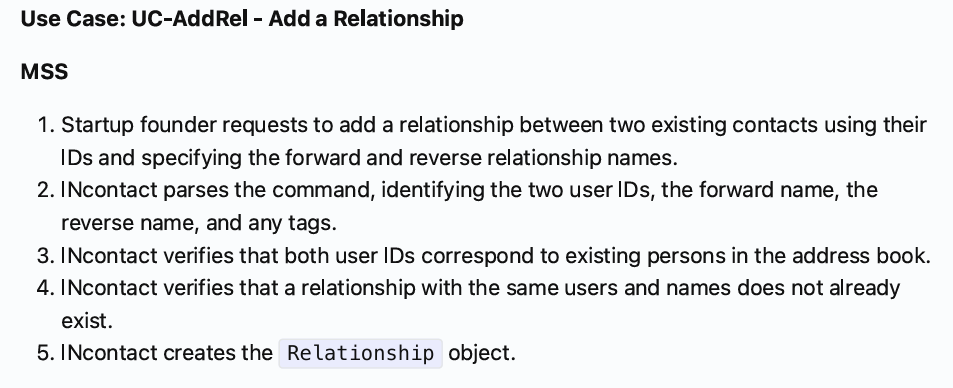 Use Case: UC-AddRel - Add a Relationship
MSS
1. Startup founder requests to add a relationship between two existing contacts using their
IDs and specifying the forward and reverse relationship names.
2. INcontact parses the command, identifying the two user IDs, the forward name, the
reverse name, and any tags.
3. INcontact verifies that both user IDs correspond to existing persons in the address book.
4. INcontact verifies that a relationship with the same users and names does not already
exist.
5. INcontact creates the Relationship object.